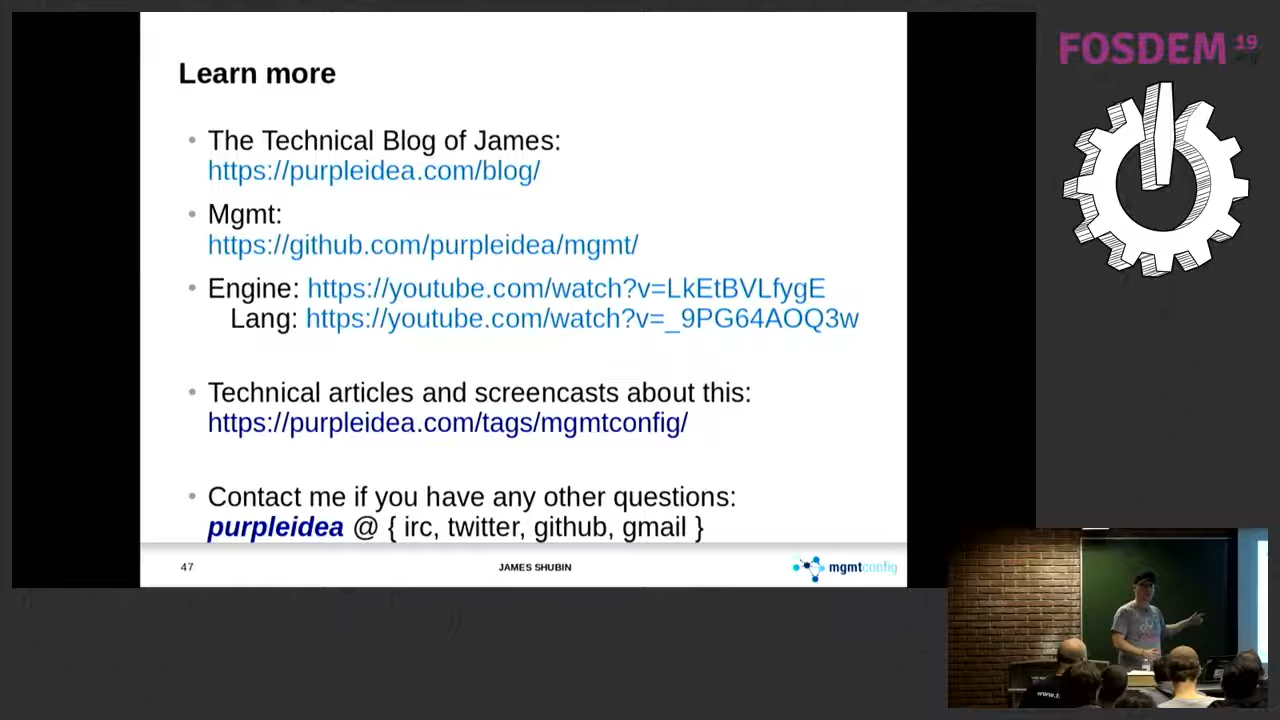 FOSDEM 19
.org
Learn more
The Technical Blog of James:
https://purpleidea.com/blog/
Mgmt:
https://github.com/purpleidea/mgmt/
Engine: https://youtube.com/watch?v=LkEtBVLfygE
Lang: https://youtube.com/watch?v=_9PG64AOQ3w
Technical articles and screencasts about this:
https://purpleidea.com/tags/mgmtconfig/
Contact me if you have any other questions:
purpleidea @ { irc, twitter, github, gmail }
47
JAMES SHUBIN
mgmtconfig